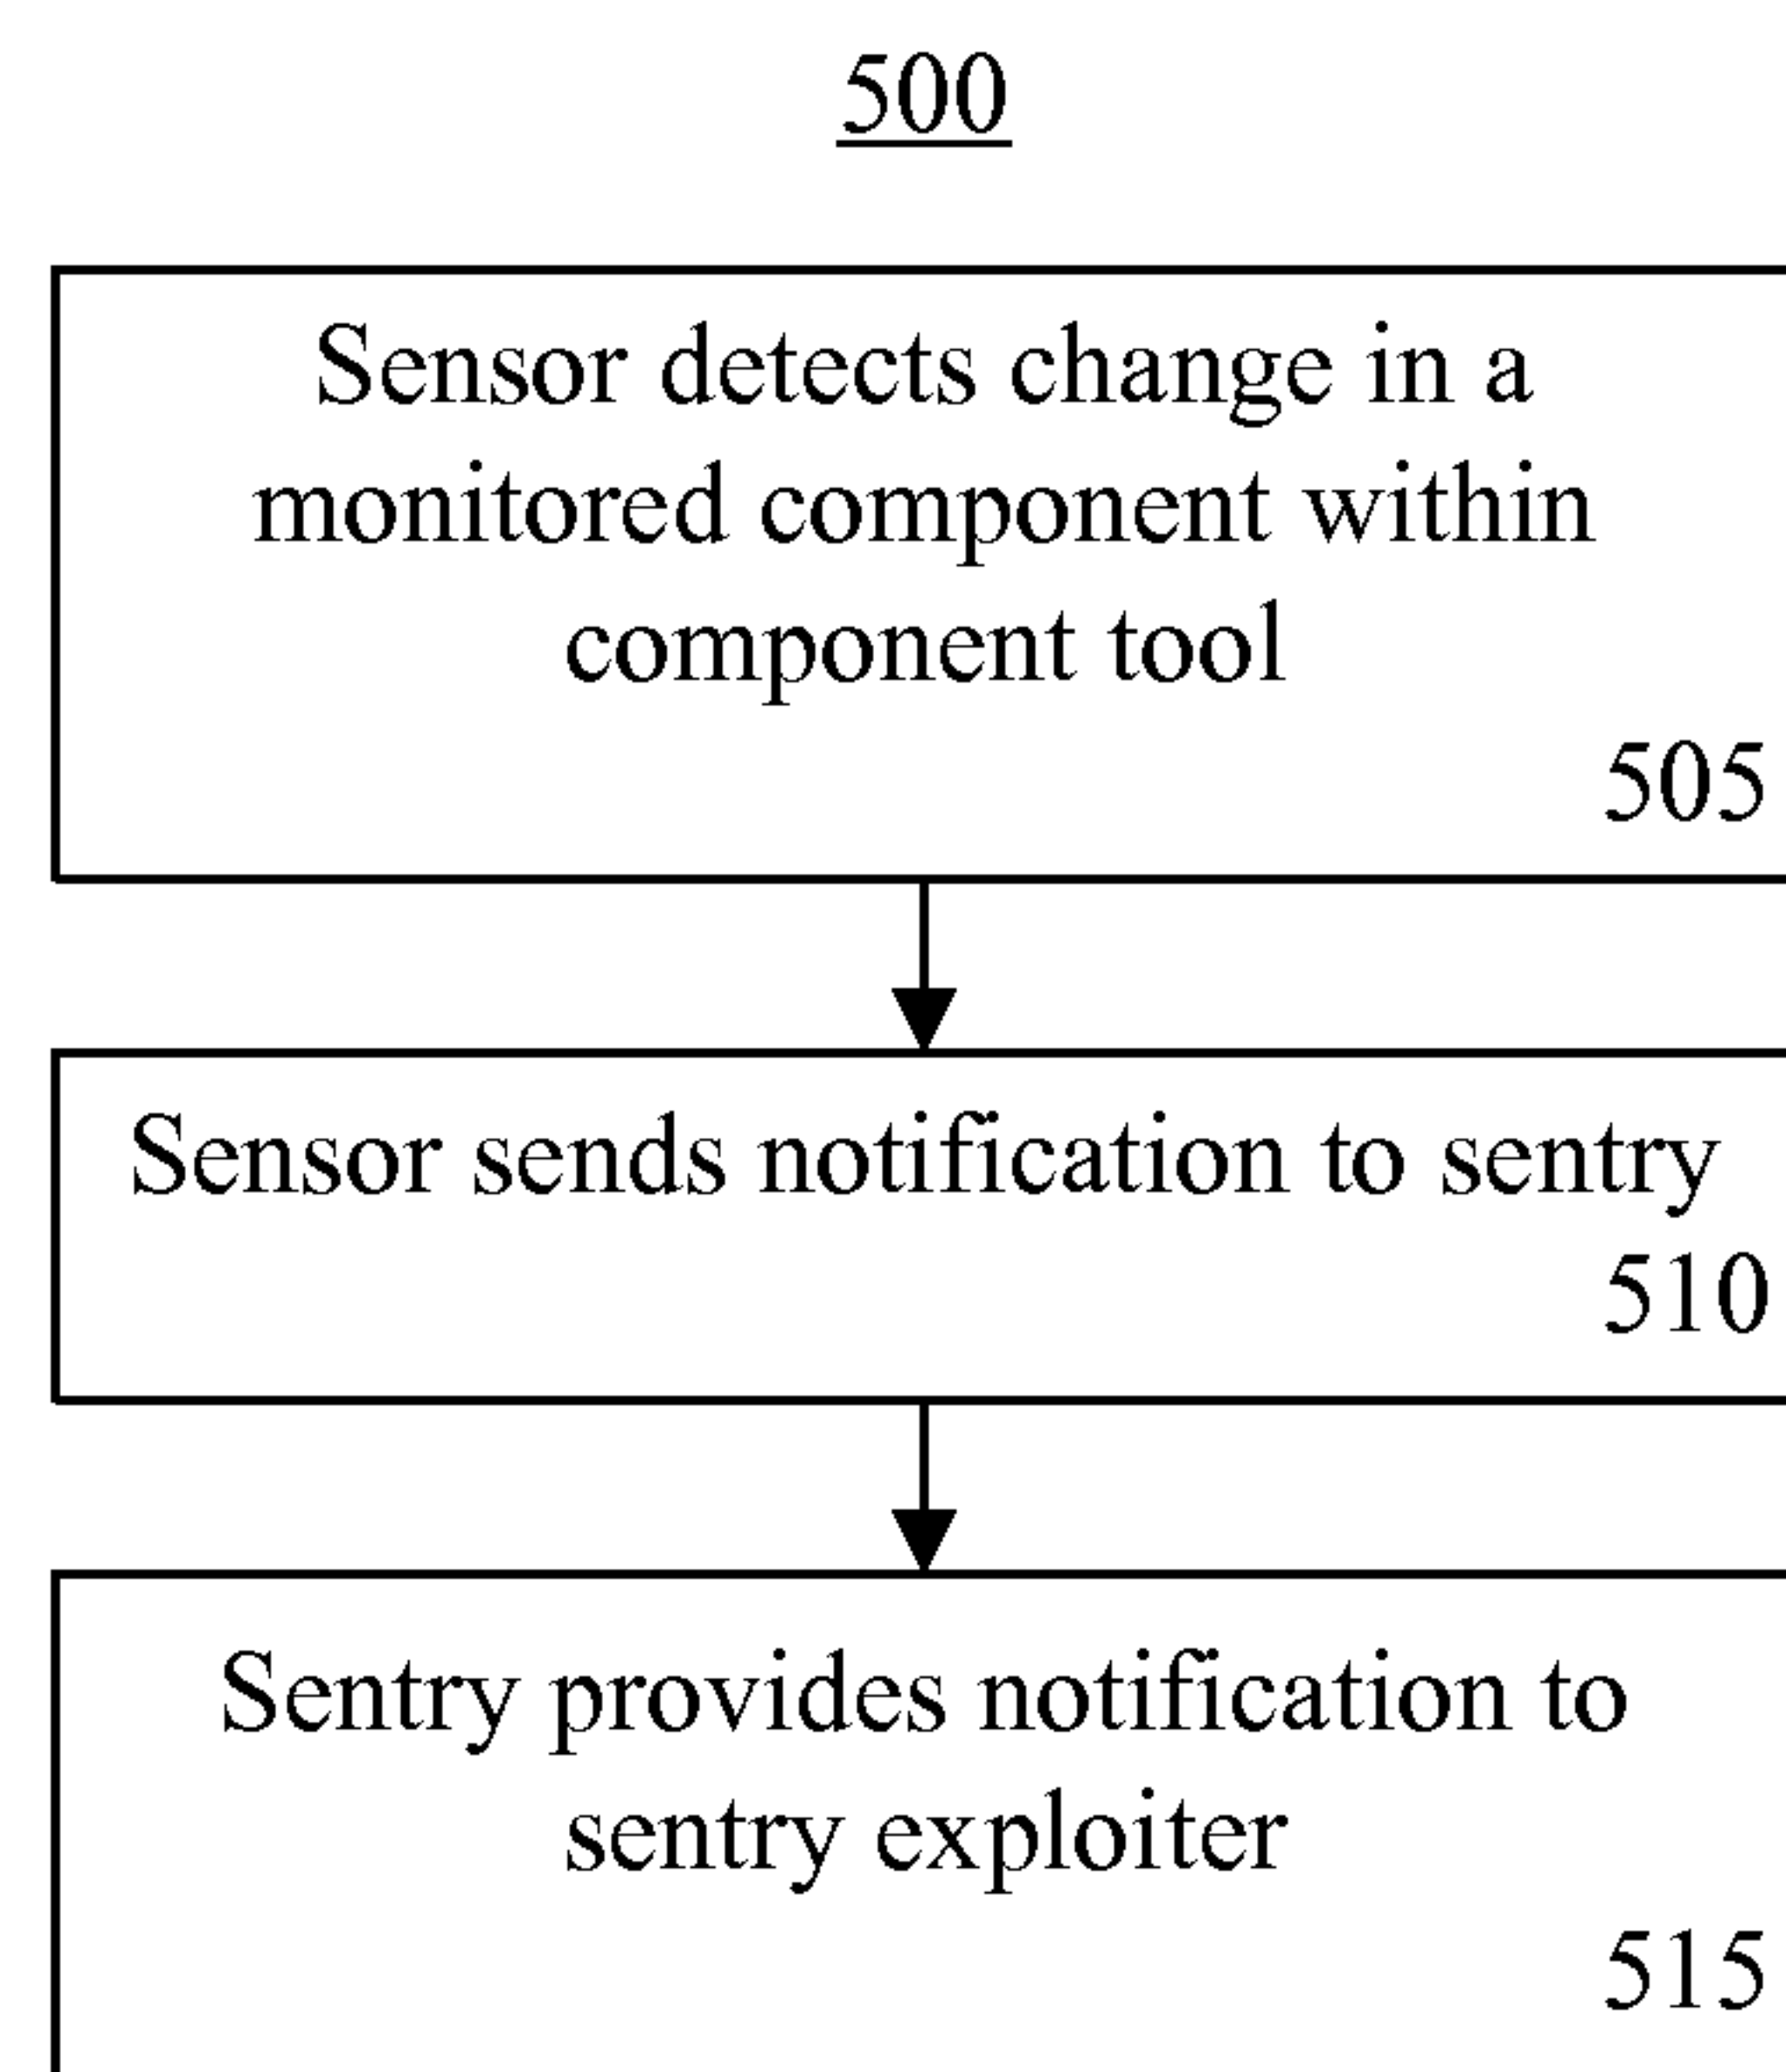 500
Sensor detects change in a
monitored component within
component tool
505
Sensor sends notification to sentry
510
Sentry provides notification to
sentry exploiter
515